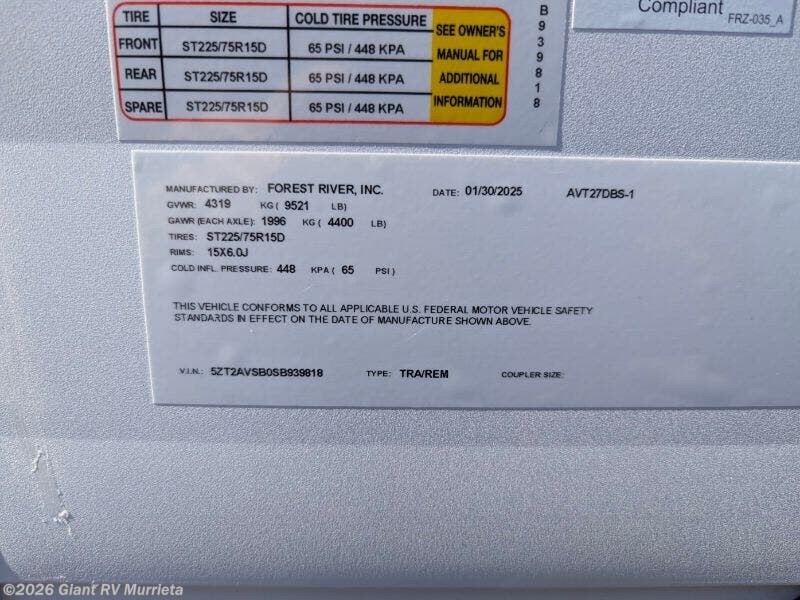 TIRE SIZE COLD TIRE PRESSURE
FRONT ST225/75R15D 65 PSI / 448 KPA
REAR ST225/75R15D 65 PSI / 448 KPA
SPARE ST225/75R15D 65 PSI / 448 KPA
SEE OWNER'S
MANUAL FOR
ADDITIONAL
INFORMATION
B
9
3
9
8
1
8
Compliant
FRZ-035_A
MANUFACTURED BY: FOREST RIVER, INC. DATE: 01/30/2025 AVT27DBS-1
GVWR: 4319 KG ( 9521 LB)
GAWR (EACH AXLE): 1996 KG ( 4400 LB)
TIRES: ST225/75R15D
RIMS: 15X6.0J
COLD INFL. PRESSURE: 448 KPA ( 65 PSI )
THIS VEHICLE CONFORMS TO ALL APPLICABLE U.S. FEDERAL MOTOR VEHICLE SAFETY
STANDARDS IN EFFECT ON THE DATE OF MANUFACTURE SHOWN ABOVE.
V.I.N.: 5ZT2AVSB0SB939818 TYPE: TRA/REM COUPLER SIZE:
©2026 Giant RV Murrieta